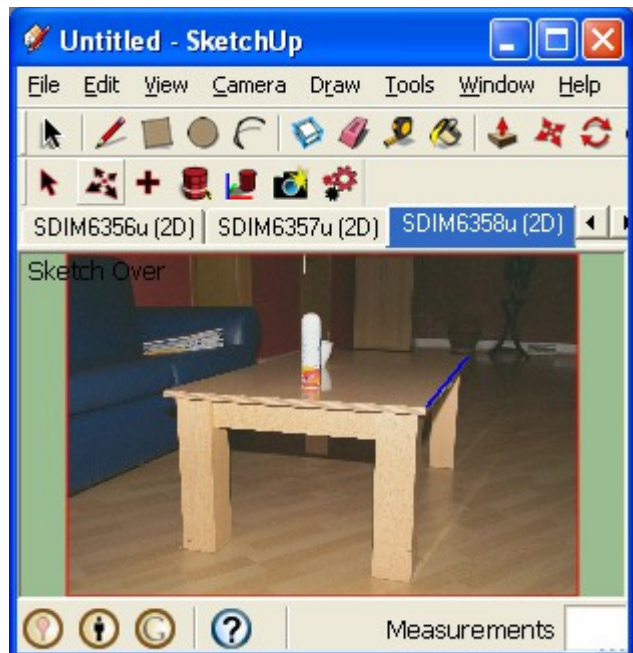 Untitled - SketchUp
File Edit View Camera Draw Tools Window Help
SDIM6356u (2D) SDIM6357u (2D) SDIM6358u (2D)
Sketch Over
Measurements